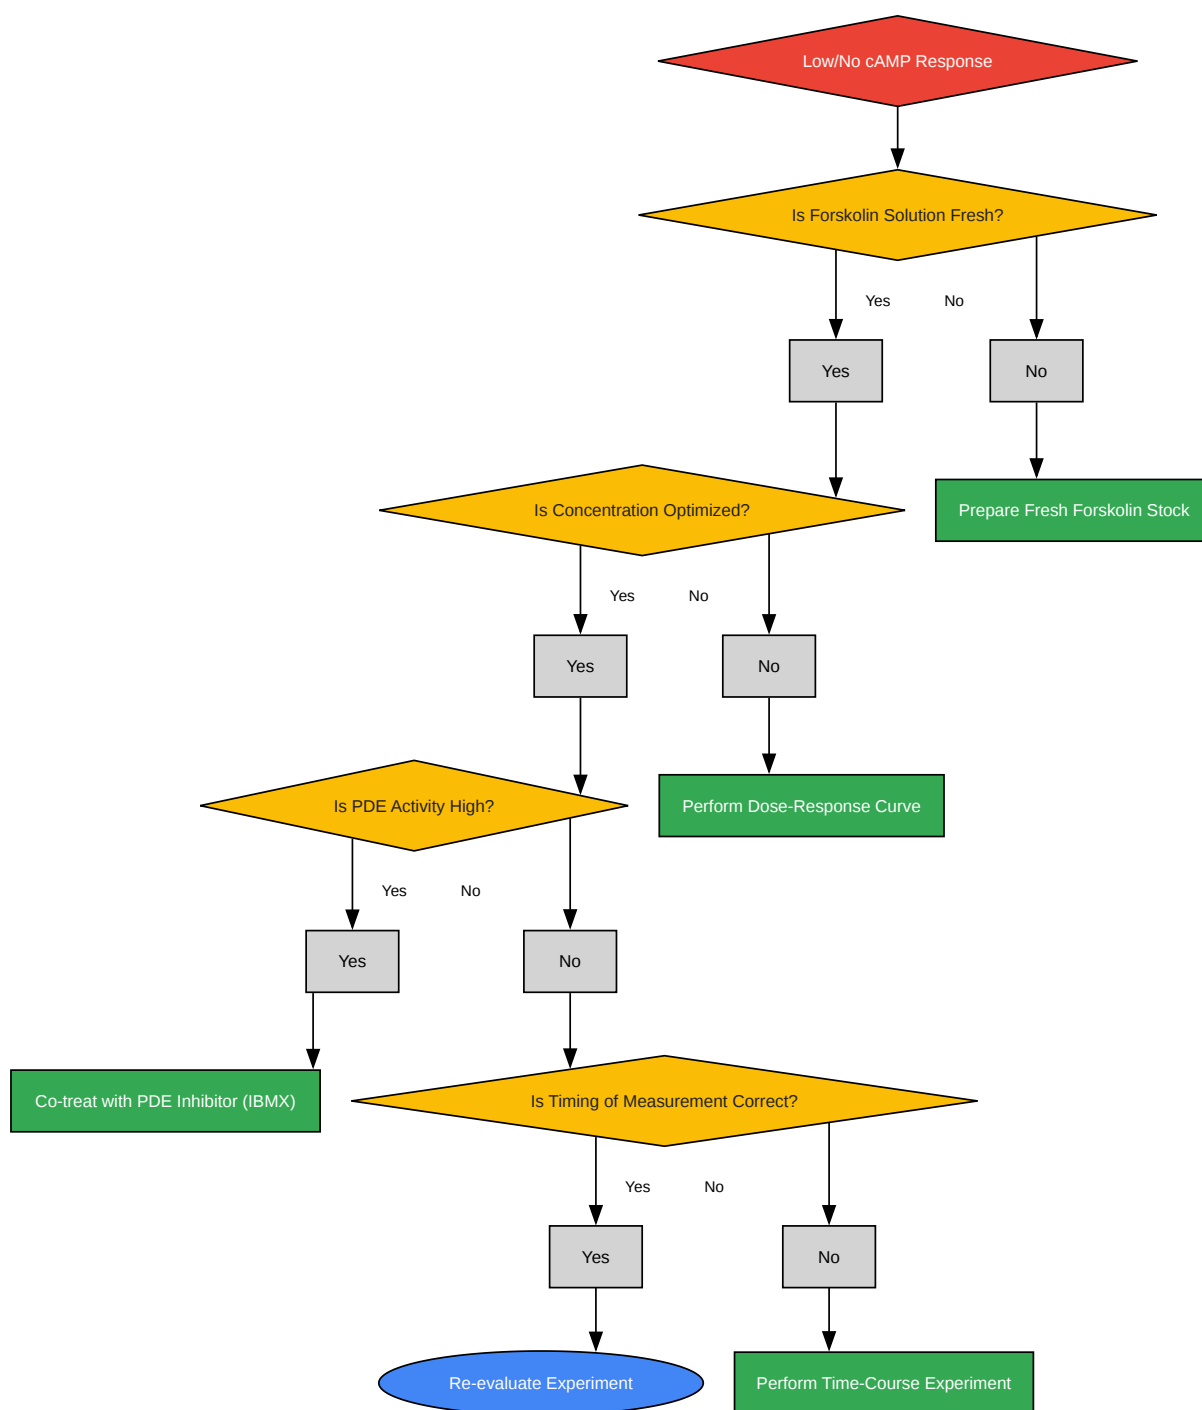 Low/No cAMP Response
Is Forskolin Solution Fresh?
Yes
No
Yes
No
Is Concentration Optimized?
Prepare Fresh Forskolin Stock
Yes
No
Yes
No
Is PDE Activity High?
Perform Dose-Response Curve
Yes
No
Yes
No
Co-treat with PDE Inhibitor (IBMX)
Is Timing of Measurement Correct?
Yes
No
Yes
No
Re-evaluate Experiment
Perform Time-Course Experiment